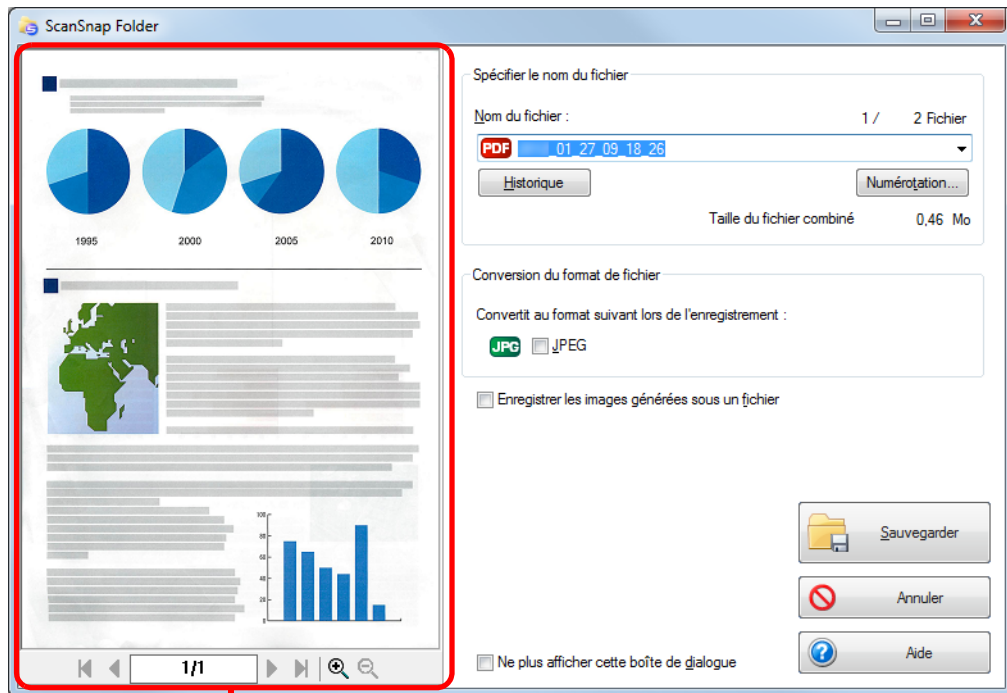 ScanSnap Folder
1995 2000 2005 2010
100
80
60
40
20
0
1/1
Spécifier le nom du fichier
Nom du fichier :
1 / 2 Fichier
PDF _01_27_09_18_26
Historique
Numérotation...
Taille du fichier combiné 0,46 Mo
Conversion du format de fichier
Convertit au format suivant lors de l'enregistrement :
JPG JPEG
Enregistrer les images générées sous un fichier
Sauvegarder
Annuler
Aide
Ne plus afficher cette boîte de dialogue